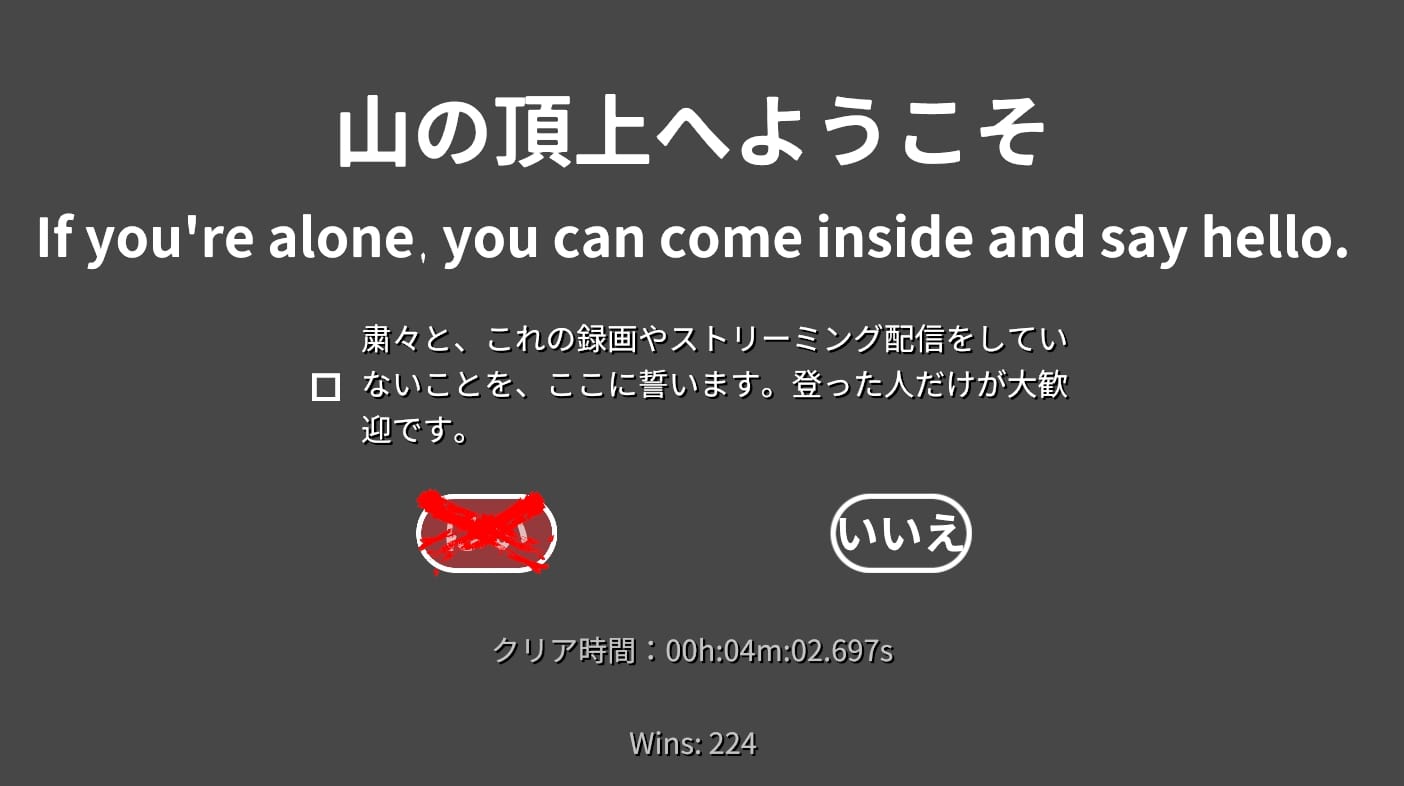 山の頂上へようこそ
If you're alone, you can come inside and say hello.
粛々と、これの録画やストリーミング配信をしてい
ないことを、ここに誓います。登った人だけが大歓
迎です。
いいえ
クリア時間：00h:04m:02.697s
Wins: 224